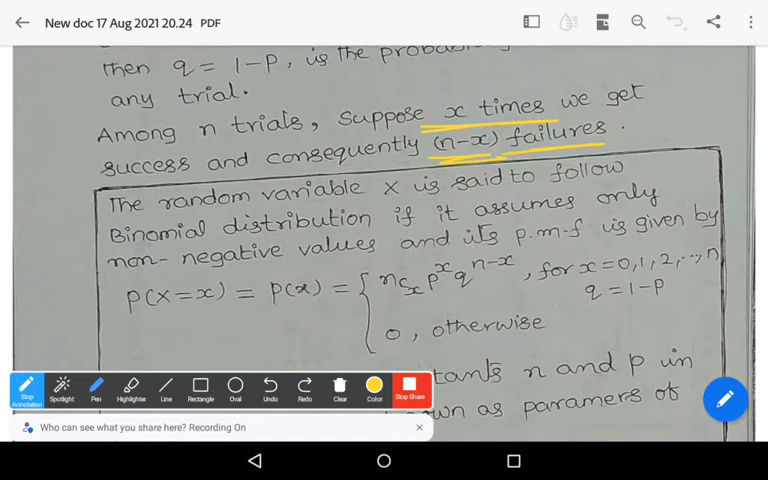 New doc 17 Aug 2021 20.24 PDF
then q = 1-p, is the
any trial.
Among n trials, suppose x times we get
success and consequently (n-x) failures.
The random variable X is said to follow
Binomial distribution if it assumes only
non-negative values and its p.m.f is given by
P(X=x) = p(x) = { nCx p^x q^n-x , for x=0,1,2,...,n
q = 1-p
0, otherwise
n and p in
paramers of
Stop Annotation Spotlight Pen Highlighter Line Rectangle Oval Undo Redo Clear Color Stop Share
Who can see what you share here? Recording On